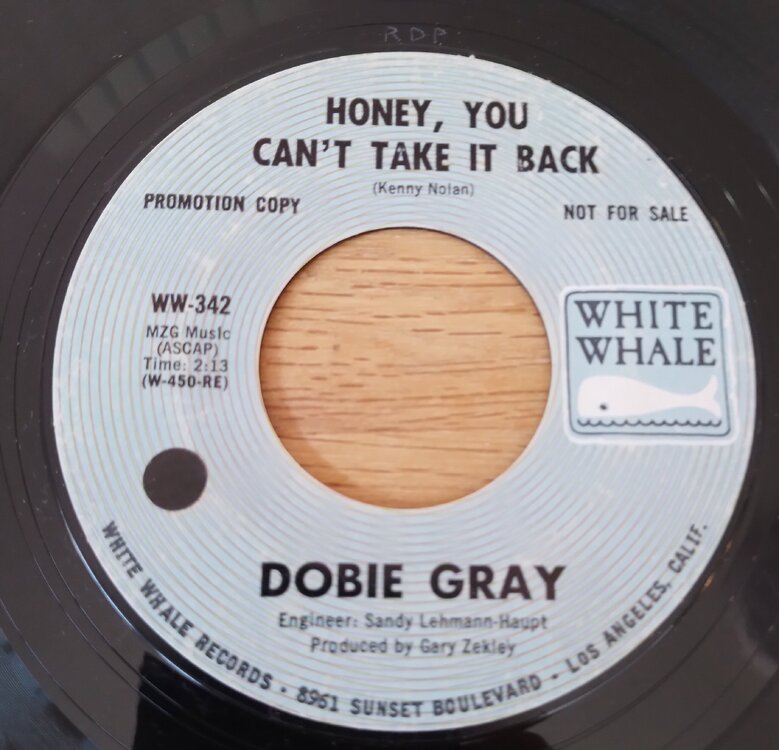 RDP
HONEY, YOU
CAN'T TAKE IT BACK
(Kenny Nolan)
PROMOTION COPY
NOT FOR SALE
WW-342
MZG Music
(ASCAP)
Time: 2:13
(W-450-RE)
WHITE
WHALE
DOBIE GRAY
Engineer: Sandy Lehmann-Haupt
Produced by Gary Zekley
WHITE WHALE RECORDS • 8961 SUNSET BOULEVARD • LOS ANGELES, CALIF.